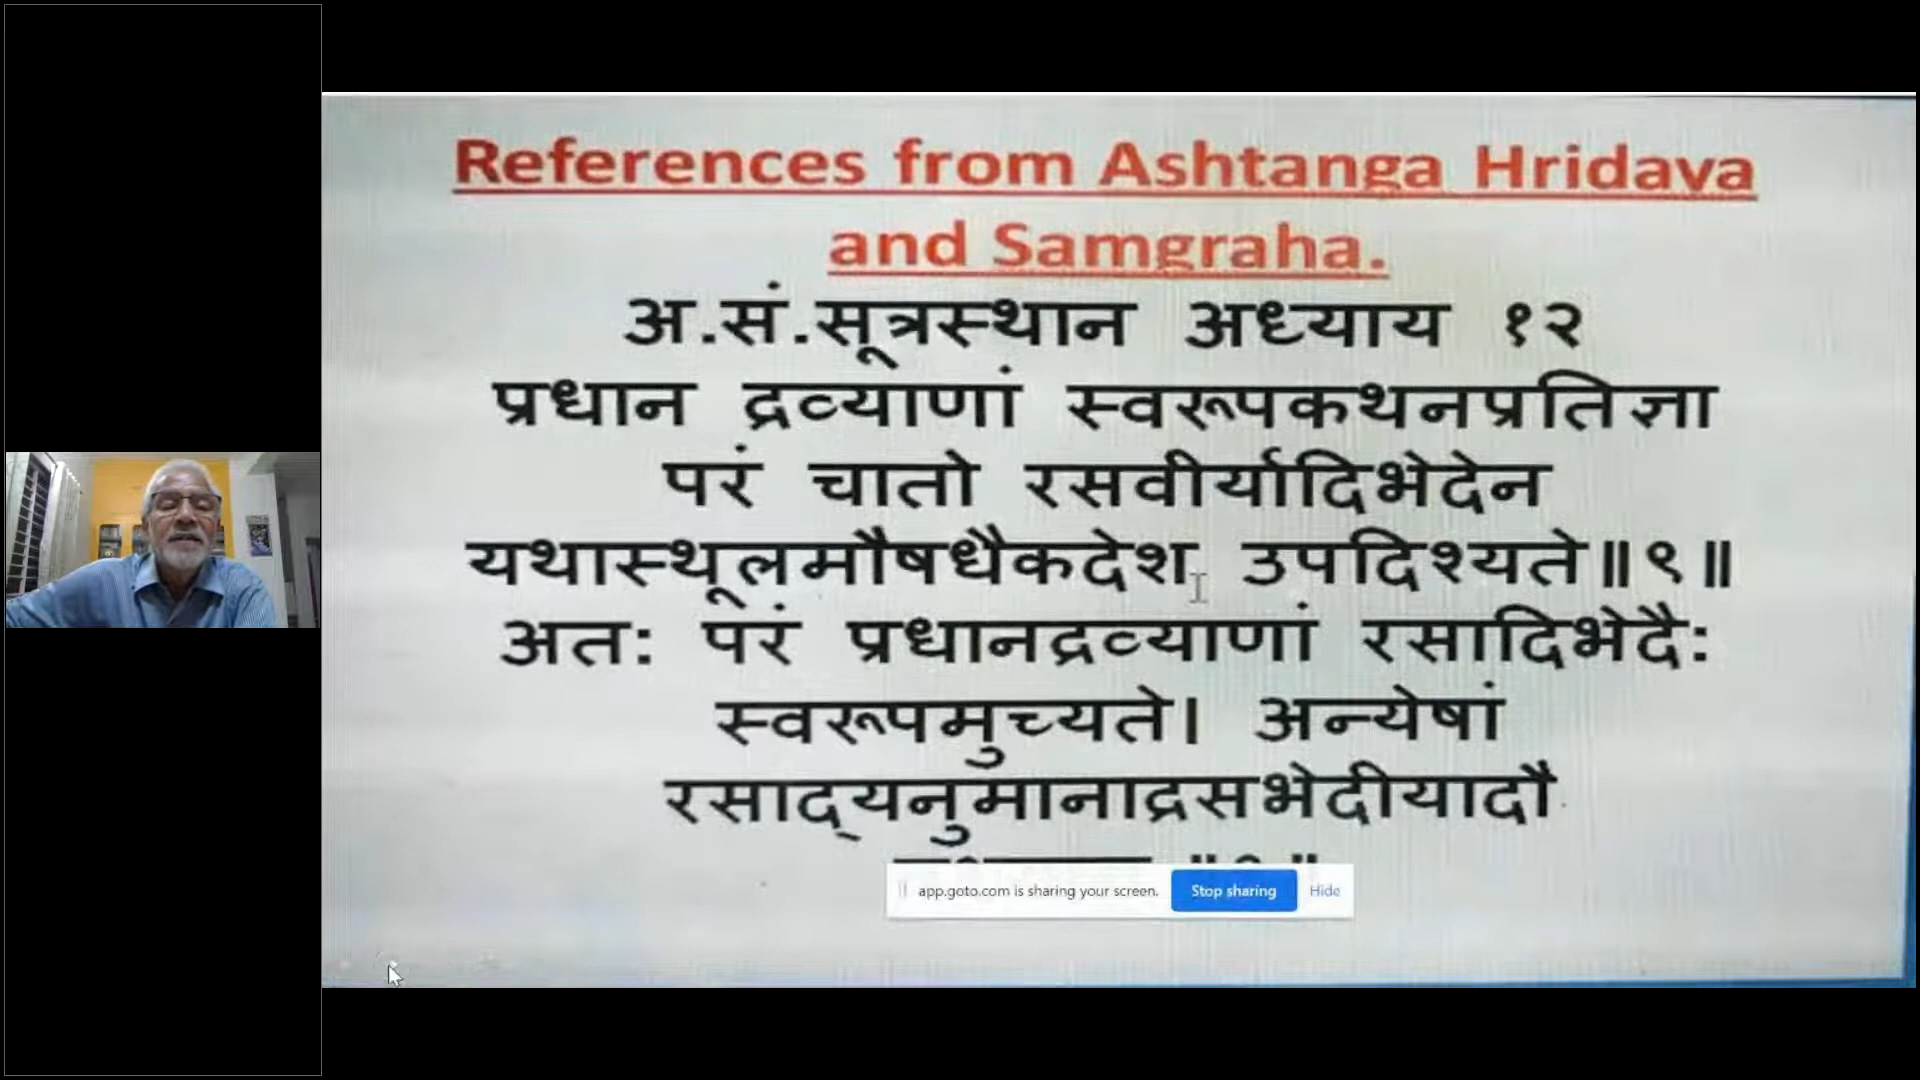 References from Ashtanga Hridaya
and Samgraha.
अ.सं.सूत्रस्थान अध्याय १२
प्रधान द्रव्याणां स्वरूपकथनप्रतिज्ञा
परं चातो रसवीर्यादिभेदेन
यथास्थूलमौषधैकदेश उपदिश्यते॥१॥
अतः परं प्रधानद्रव्याणां रसादिभेदैः
स्वरूपमुच्यते। अन्येषां
रसाद्यनुमानाद्रसभेदीयादौ
app.goto.com is sharing your screen.
Stop sharing
Hide